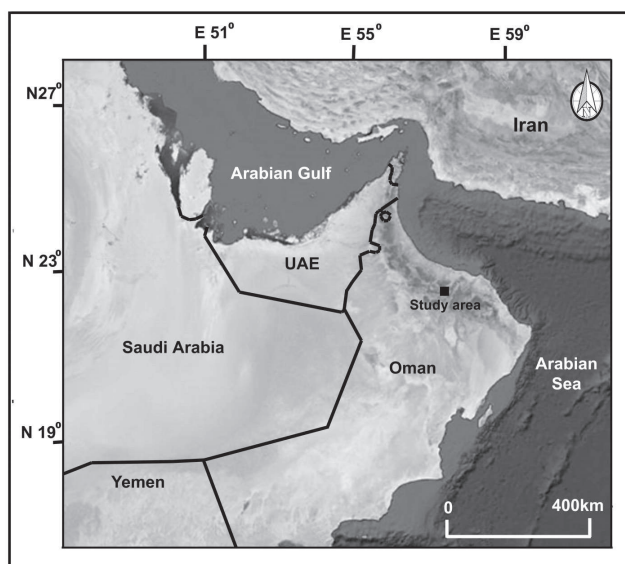 E 51° E 55° E 59°
N27°
Iran
N
Arabian Gulf
N 23°
UAE
Study area
Saudi Arabia
Oman
Arabian
Sea
N 19°
Yemen
0 400km